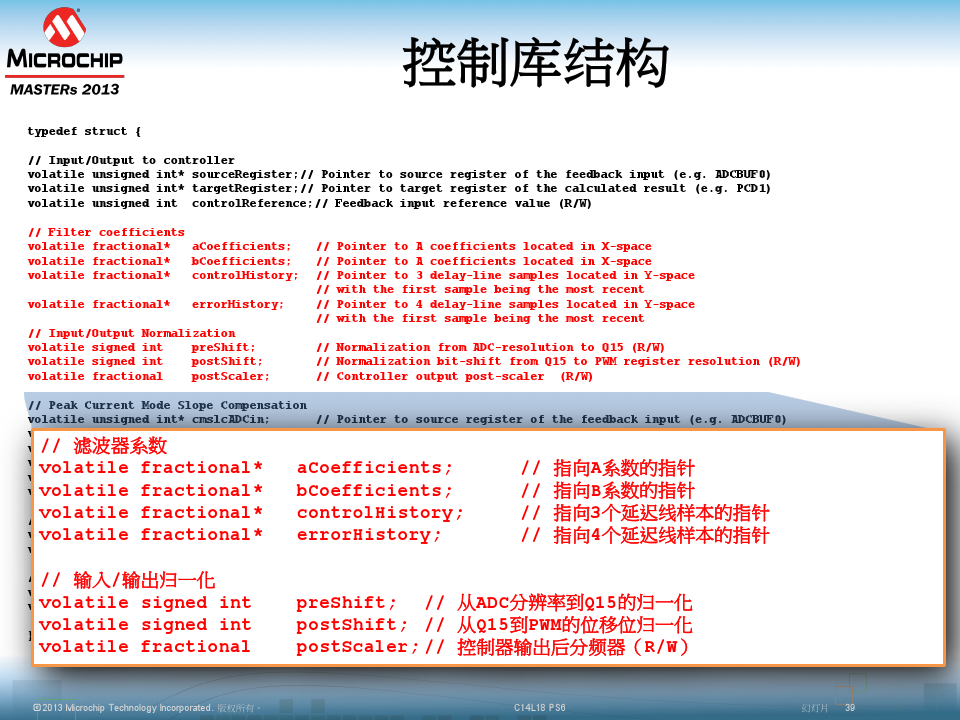 MICROCHIP
MASTERs 2013
控制库结构
typedef struct {
// Input/Output to controller
volatile unsigned int* sourceRegister;// Pointer to source register of the feedback input (e.g. ADCBUF0)
volatile unsigned int* targetRegister;// Pointer to target register of the calculated result (e.g. PCD1)
volatile unsigned int  controlReference;// Feedback input reference value (R/W)
// Filter coefficients
volatile fractional*   aCoefficients;   // Pointer to A coefficients located in X-space
volatile fractional*   bCoefficients;   // Pointer to A coefficients located in X-space
volatile fractional*   controlHistory;  // Pointer to 3 delay-line samples located in Y-space
// with the first sample being the most recent
volatile fractional*   errorHistory;    // Pointer to 4 delay-line samples located in Y-space
// with the first sample being the most recent
// Input/Output Normalization
volatile signed int    preShift;        // Normalization from ADC-resolution to Q15 (R/W)
volatile signed int    postShift;       // Normalization bit-shift from Q15 to PWM register resolution (R/W)
volatile fractional    postScaler;      // Controller output post-scaler  (R/W)
// Peak Current Mode Slope Compensation
volatile unsigned int* cmslcADCin;      // Pointer to source register of the feedback input (e.g. ADCBUF0)
// 滤波器系数
volatile fractional*   aCoefficients;      // 指向A系数的指针
volatile fractional*   bCoefficients;      // 指向B系数的指针
volatile fractional*   controlHistory;     // 指向3个延迟线样本的指针
volatile fractional*   errorHistory;       // 指向4个延迟线样本的指针
// 输入/输出归一化
volatile signed int    preShift;  // 从ADC分辨率到Q15的归一化
volatile signed int    postShift; // 从Q15到PWM的位移位归一化
volatile fractional    postScaler;// 控制器输出后分频器（R/W）
©2013 Microchip Technology Incorporated. 版权所有。
C14L18 PS6
幻灯片 39